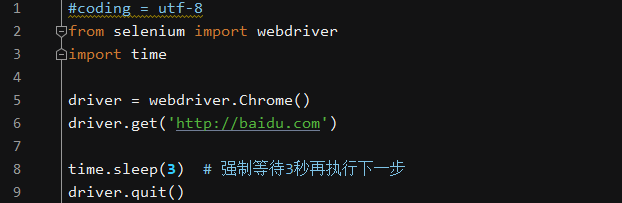 1 #coding = utf-8
2 from selenium import webdriver
3 import time
4
5 driver = webdriver.Chrome()
6 driver.get('http://baidu.com')
7
8 time.sleep(3)  # 强制等待3秒再执行下一步
9 driver.quit()